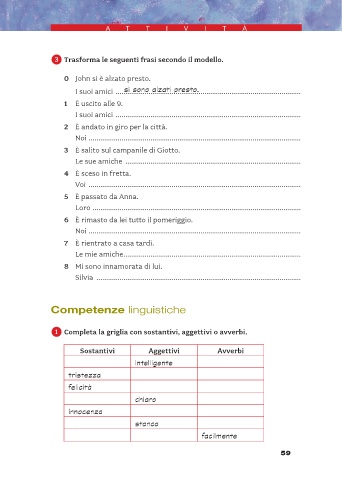 ATTIVITÀ
3 Trasforma le seguenti frasi secondo il modello.
0 John si è alzato presto.
I suoi amici si sono alzati presto.
1 È uscito alle 9.
I suoi amici
2 È andato in giro per la città.
Noi
3 È salito sul campanile di Giotto.
Le sue amiche
4 È sceso in fretta.
Voi
5 È passato da Anna.
Loro
6 È rimasto da lei tutto il pomeriggio.
Noi
7 È rientrato a casa tardi.
Le mie amiche
8 Mi sono innamorata di lui.
Silvia
Competenze linguistiche
1 Completa la griglia con sostantivi, aggettivi o avverbi.
Sostantivi Aggettivi Avverbi
intelligente
tristezza
felicità
chiaro
innocenza
stanco
facilmente
59